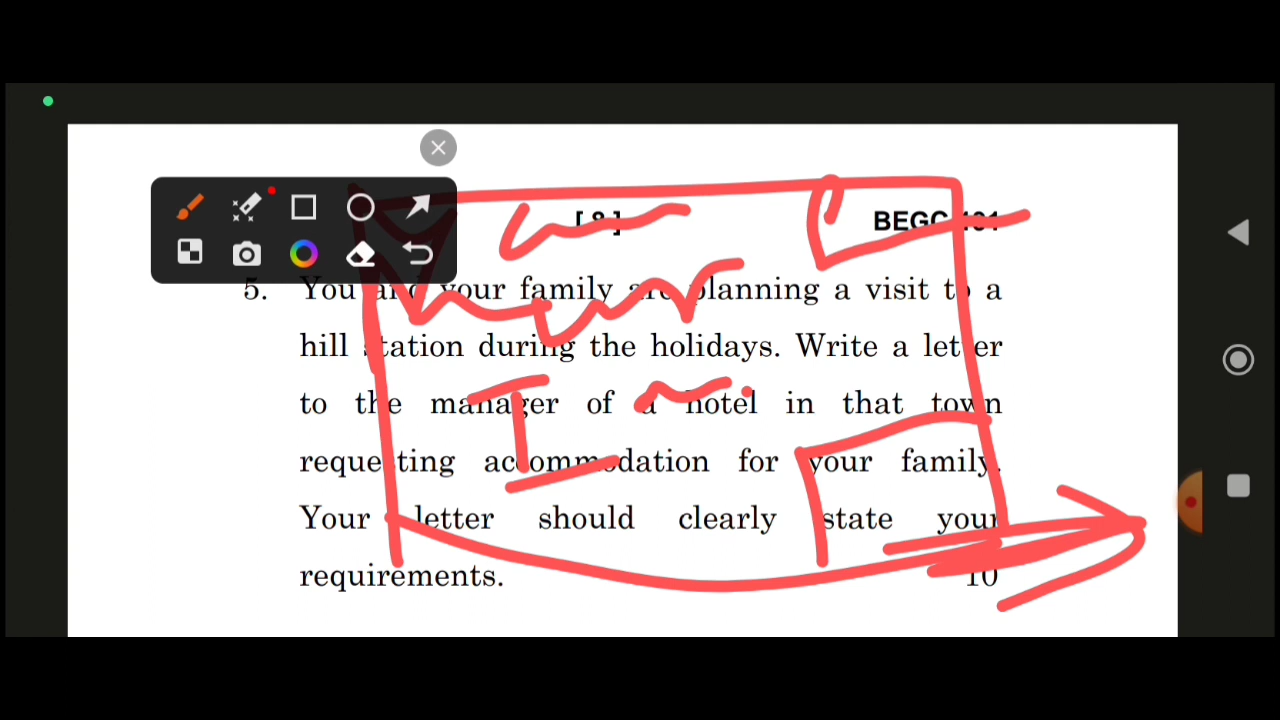 [ 8 ] BEGC-131
5. You and your family are planning a visit to a
hill station during the holidays. Write a letter
to the manager of a hotel in that town
requesting accommodation for your family.
Your letter should clearly state your
requirements. 10